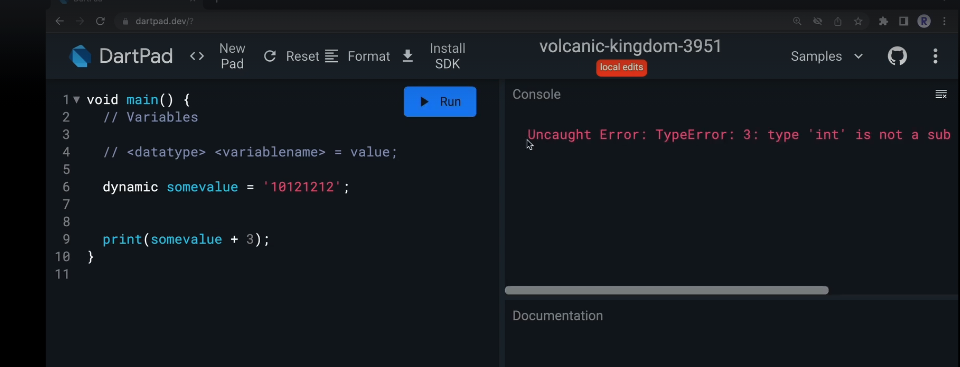 dartpad.dev/?
R
DartPad
<> New Pad
Reset
Format
Install SDK
volcanic-kingdom-3951
local edits
Samples
Run
Console
1 void main() {
2 // Variables
3
4 // <datatype> <variablename> = value;
5
6 dynamic somevalue = '10121212';
7
8
9 print(somevalue + 3);
10 }
11
Uncaught Error: TypeError: 3: type 'int' is not a sub
Documentation